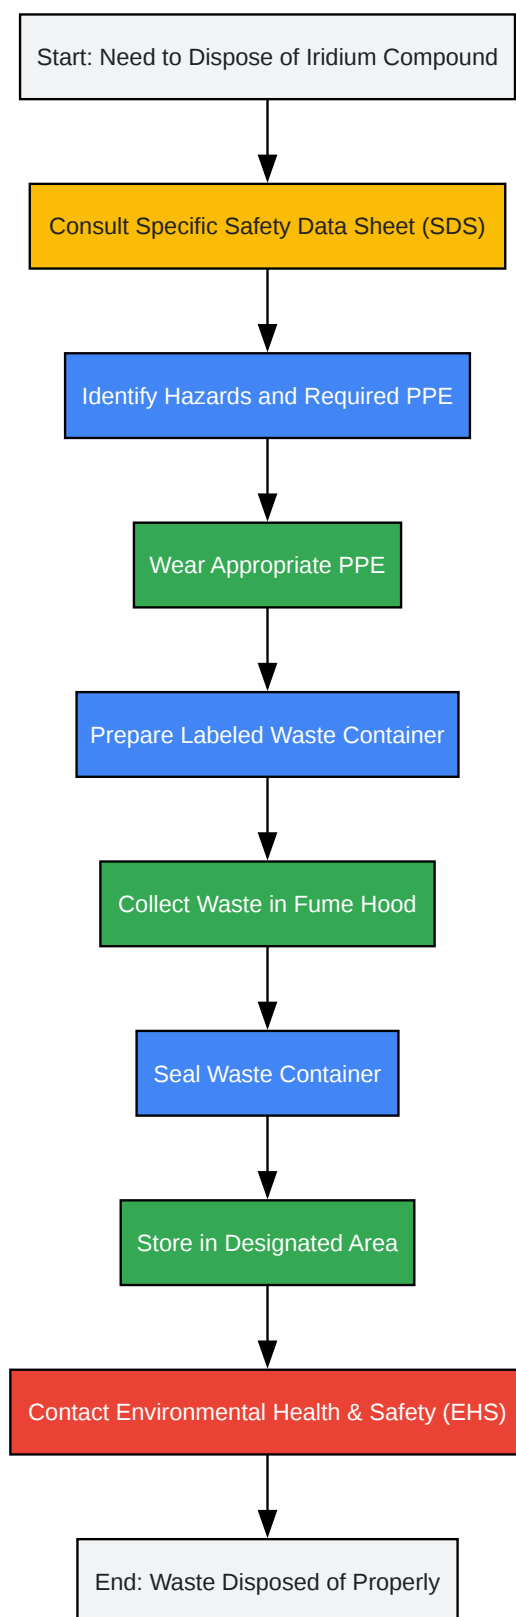 Start: Need to Dispose of Iridium Compound
Consult Specific Safety Data Sheet (SDS)
Identify Hazards and Required PPE
Wear Appropriate PPE
Prepare Labeled Waste Container
Collect Waste in Fume Hood
Seal Waste Container
Store in Designated Area
Contact Environmental Health & Safety (EHS)
End: Waste Disposed of Properly